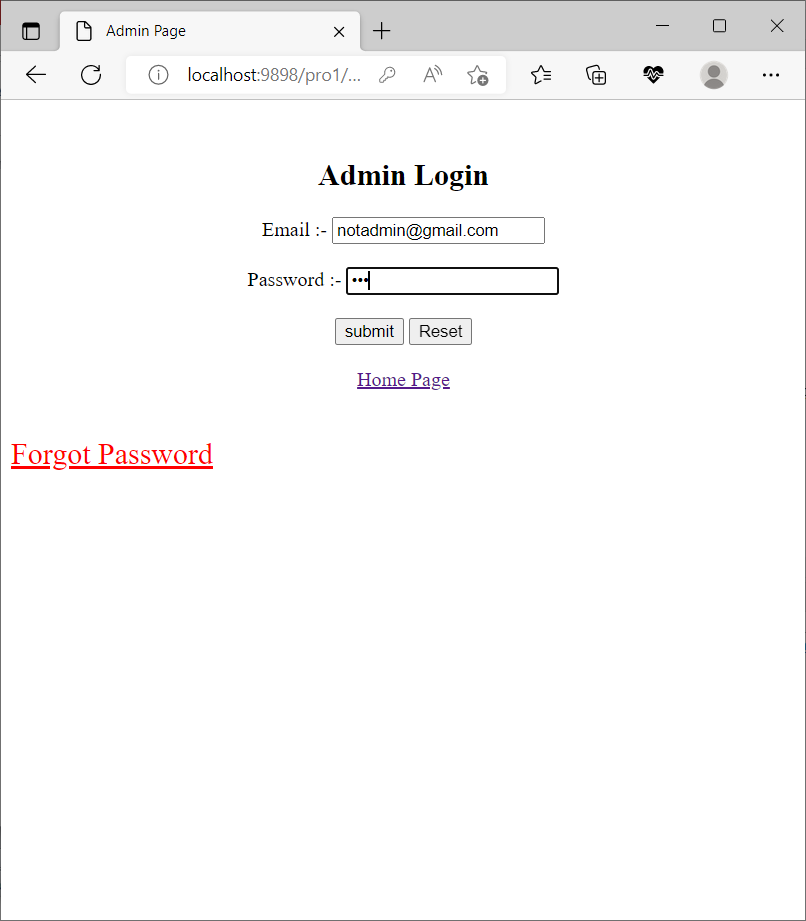 Admin Page
localhost:9898/pro1/...
Admin Login
Email :- notadmin@gmail.com
Password :- •••
submit Reset
Home Page
Forgot Password